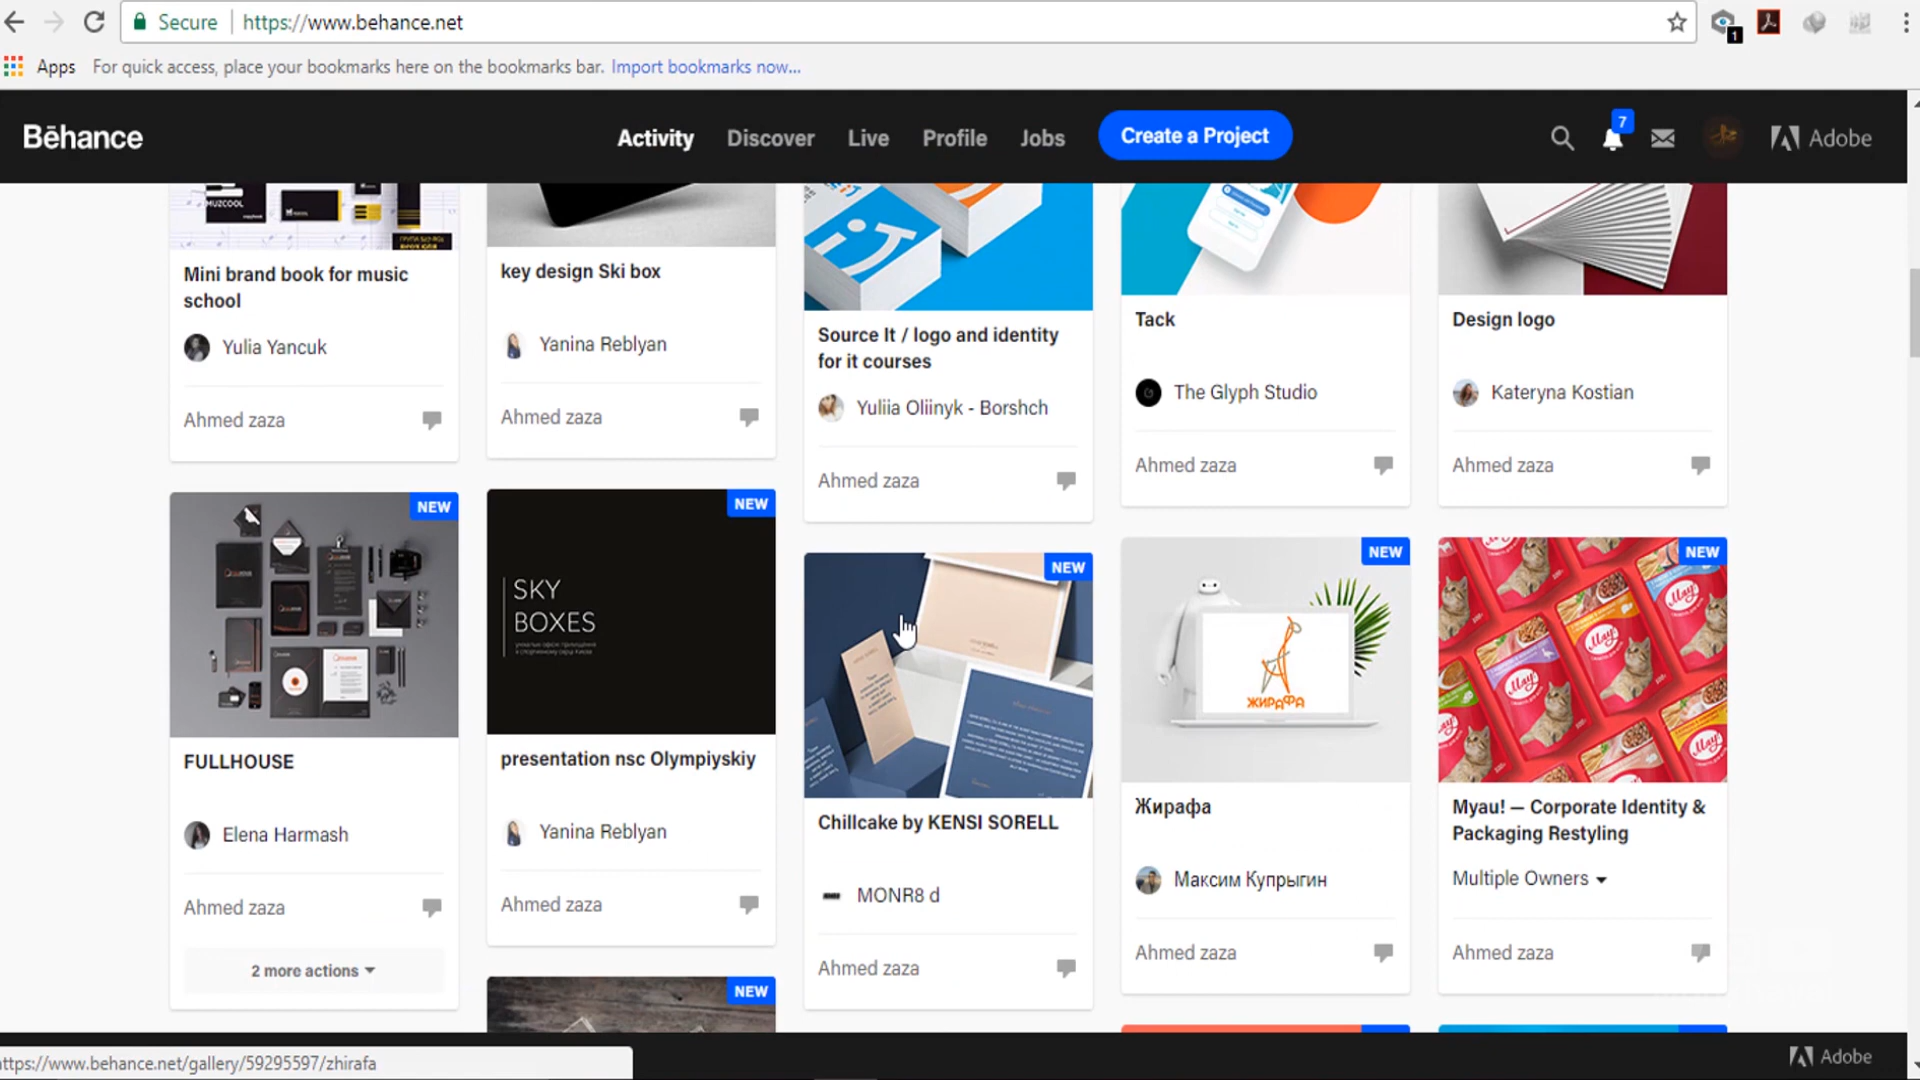 Secure https://www.behance.net
1
Apps For quick access, place your bookmarks here on the bookmarks bar. Import bookmarks now...
Bēhance
Activity Discover Live Profile Jobs Create a Project
7
Adobe
MUZCOOL
Mini brand book for music
school
Yulia Yancuk
Ahmed zaza
key design Ski box
Yanina Reblyan
Ahmed zaza
Source It / logo and identity
for it courses
Yuliia Oliinyk - Borshch
Ahmed zaza
Tack
The Glyph Studio
Ahmed zaza
Design logo
Kateryna Kostian
Ahmed zaza
NEW
FULLHOUSE
Elena Harmash
Ahmed zaza
2 more actions
NEW
SKY
BOXES
presentation nsc Olympiyskiy
Yanina Reblyan
Ahmed zaza
NEW
NEW
Chillcake by KENSI SORELL
MONR8 d
Ahmed zaza
NEW
ЖИРАФА
Жирафа
Максим Купрыгин
Ahmed zaza
NEW
Мяу!
Мяу!
Мяу!
Мяу!
Myau! — Corporate Identity &
Packaging Restyling
Multiple Owners
Ahmed zaza
ttps://www.behance.net/gallery/59295597/zhirafa
Adobe